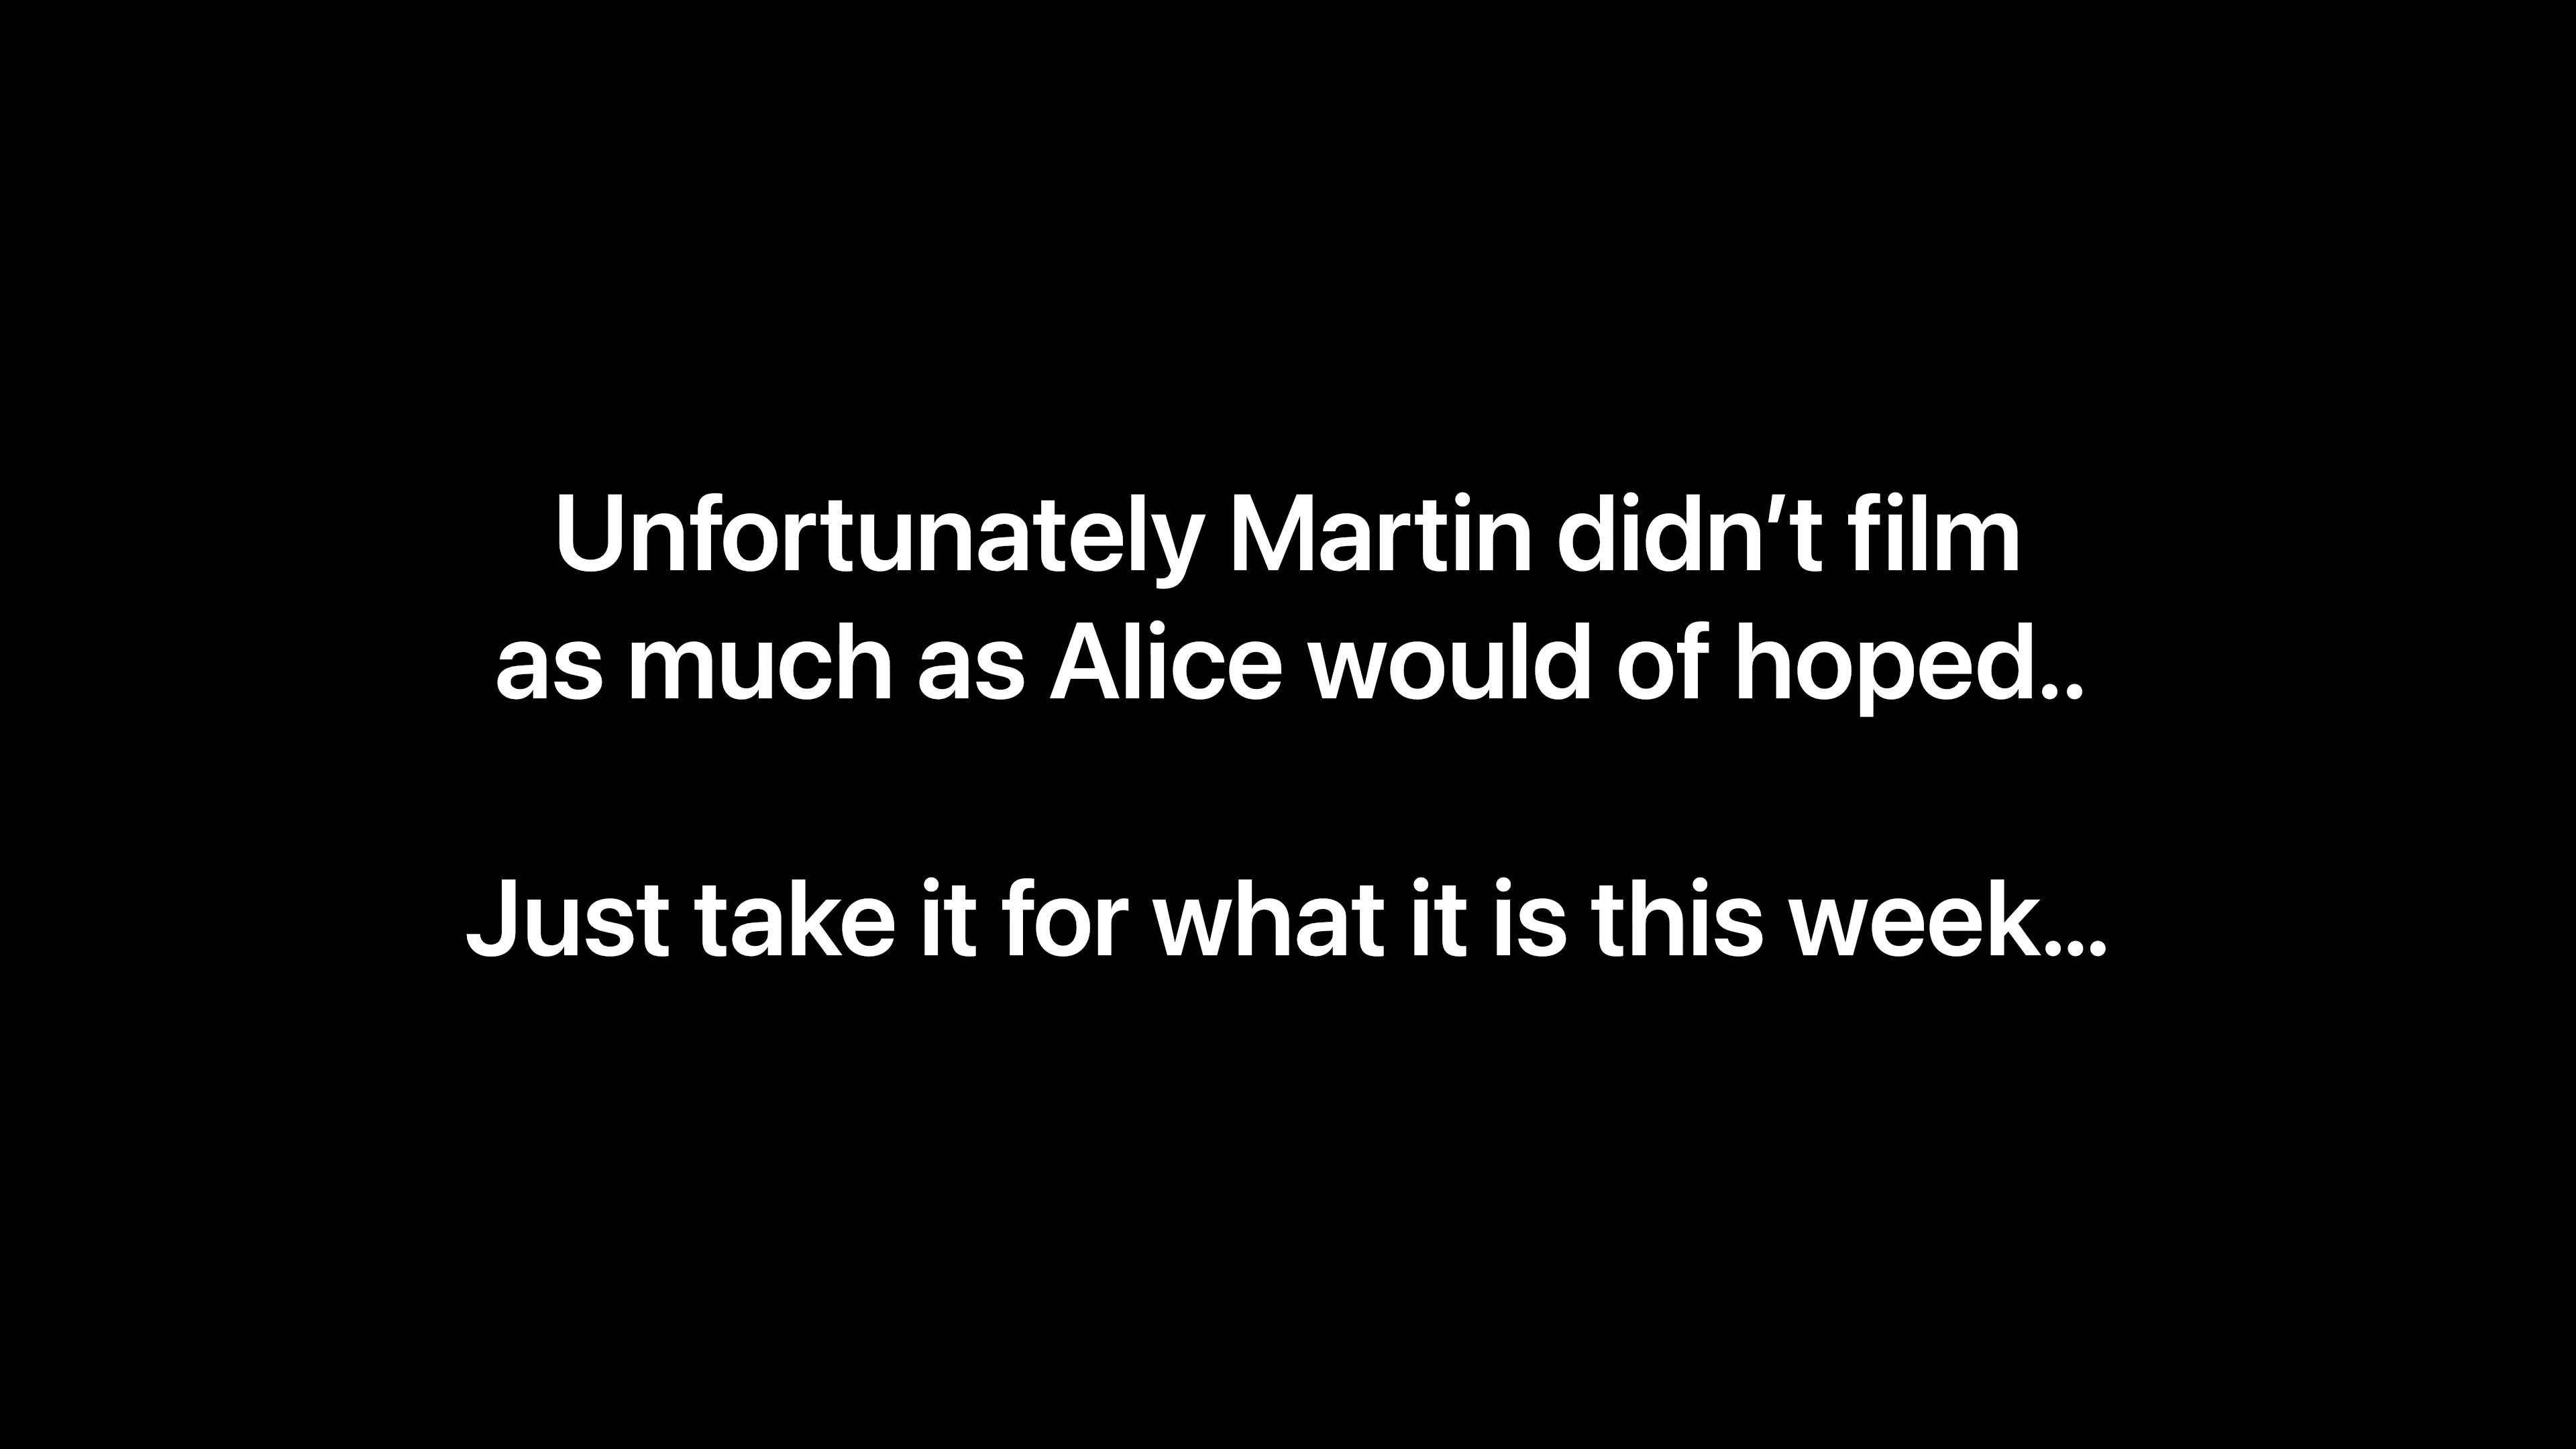 Unfortunately Martin didn’t film
as much as Alice would of hoped..
Just take it for what it is this week...